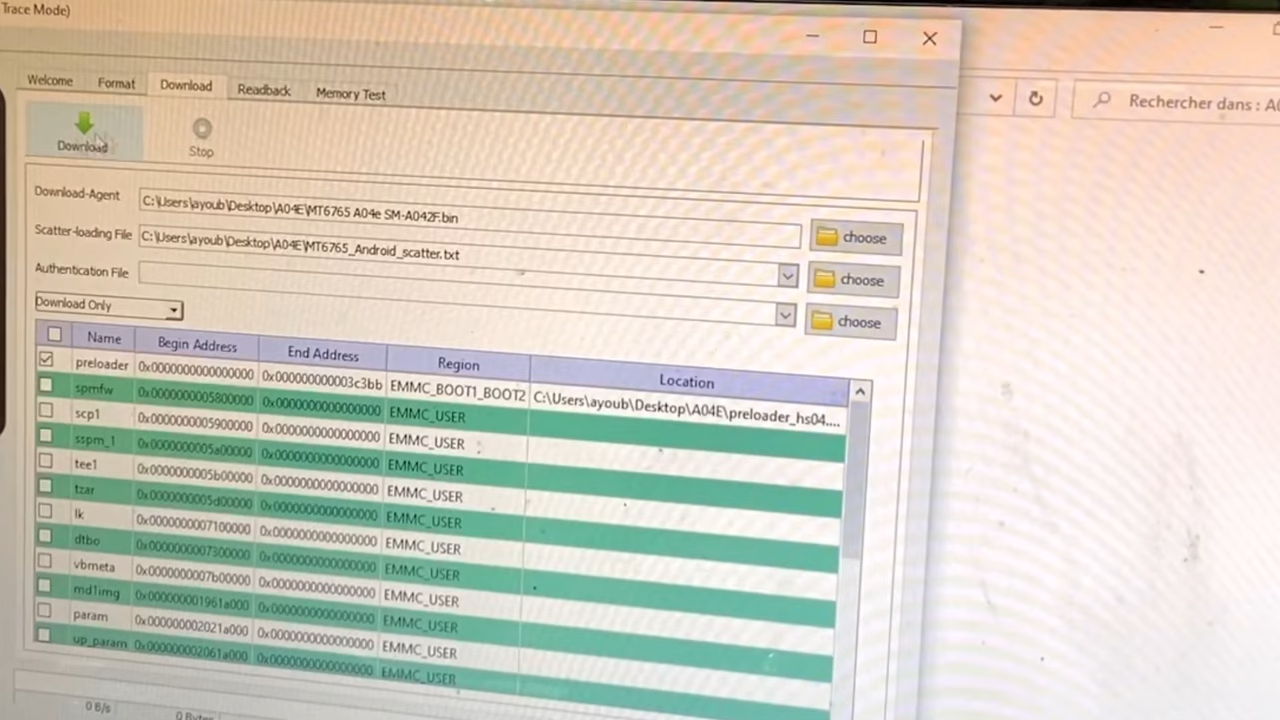 Trace Mode)
Welcome Format Download Readback Memory Test
Download Stop
Download-Agent C:\Users\ayoub\Desktop\A04E\MT6765 A04e SM-A042F.bin choose
Scatter-loading File C:\Users\ayoub\Desktop\A04E\MT6765_Android_scatter.txt choose
Authentication File choose
Download Only
Name Begin Address End Address Region Location
preloader 0x0000000000000000 0x000000000003c3bb EMMC_BOOT1_BOOT2 C:\Users\ayoub\Desktop\A04E\preloader_hs04....
spmfw 0x0000000005800000 0x0000000000000000 EMMC_USER
scp1 0x0000000005900000 0x0000000000000000 EMMC_USER
sspm_1 0x0000000005a00000 0x0000000000000000 EMMC_USER
tee1 0x0000000005b00000 0x0000000000000000 EMMC_USER
tzar 0x0000000005d00000 0x0000000000000000 EMMC_USER
lk 0x0000000007100000 0x0000000000000000 EMMC_USER
dtbo 0x0000000007300000 0x0000000000000000 EMMC_USER
vbmeta 0x0000000007b00000 0x0000000000000000 EMMC_USER
md1img 0x000000001961a000 0x0000000000000000 EMMC_USER
param 0x000000002021a000 0x0000000000000000 EMMC_USER
up_param 0x000000002061a000 0x0000000000000000 EMMC_USER
0 B/s 0 Bytes
Rechercher dans : A0